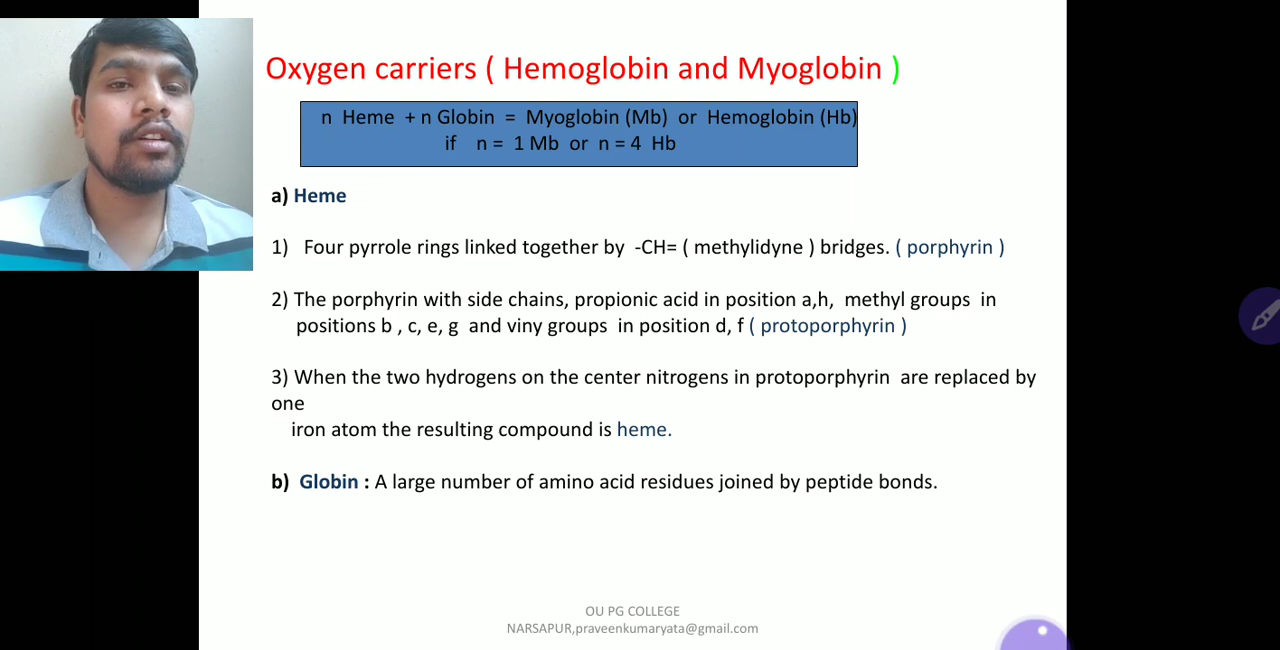 Oxygen carriers ( Hemoglobin and Myoglobin )
n Heme + n Globin = Myoglobin (Mb) or Hemoglobin (Hb)
if n = 1 Mb or n = 4 Hb
a) Heme
1) Four pyrrole rings linked together by -CH= ( methylidyne ) bridges. ( porphyrin )
2) The porphyrin with side chains, propionic acid in position a,h, methyl groups in
positions b , c, e, g and viny groups in position d, f ( protoporphyrin )
3) When the two hydrogens on the center nitrogens in protoporphyrin are replaced by
one
iron atom the resulting compound is heme.
b) Globin : A large number of amino acid residues joined by peptide bonds.
OU PG COLLEGE
NARSAPUR,praveenkumaryata@gmail.com